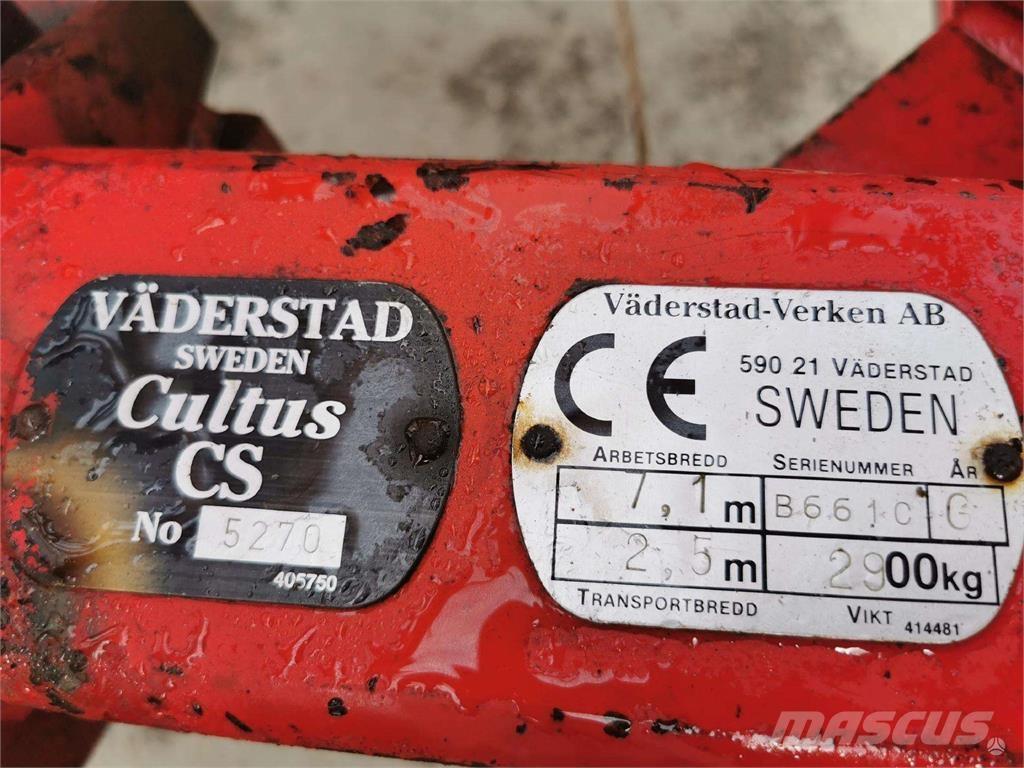 VÄDERSTAD
SWEDEN
Cultus
CS
No 5270
405750
Väderstad-Verken AB
CE 590 21 VÄDERSTAD
SWEDEN
ARBETSBREDD SERIENUMMER ÅR
7,1 m B661C G
2,5 m 2900kg
TRANSPORTBREDD VIKT 414481
MASCUS